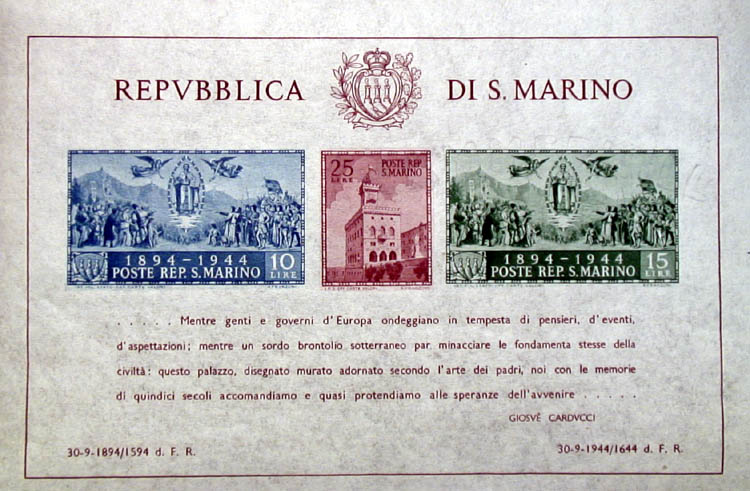 REPVBBLICA DI S. MARINO
1894 - 1944
10 LIRE
POSTE REP. S. MARINO
25 LIRE
POSTE REP. S. MARINO
1894 - 1944
15 LIRE
POSTE REP. S. MARINO
. . . . . Mentre genti e governi d'Europa ondeggiano in tempesta di pensieri, d'eventi,
d'aspettazioni; mentre un sordo brontolio sotterraneo par minacciare le fondamenta stesse della
civiltà: questo palazzo, disegnato murato adornato secondo l'arte dei padri, noi con le memorie
di quindici secoli accomandiamo e quasi protendiamo alle speranze dell'avvenire . . . . .
GIOSVÈ CARDVCCI
30-9-1894/1594 d. F. R.
30-9-1944/1644 d. F. R.